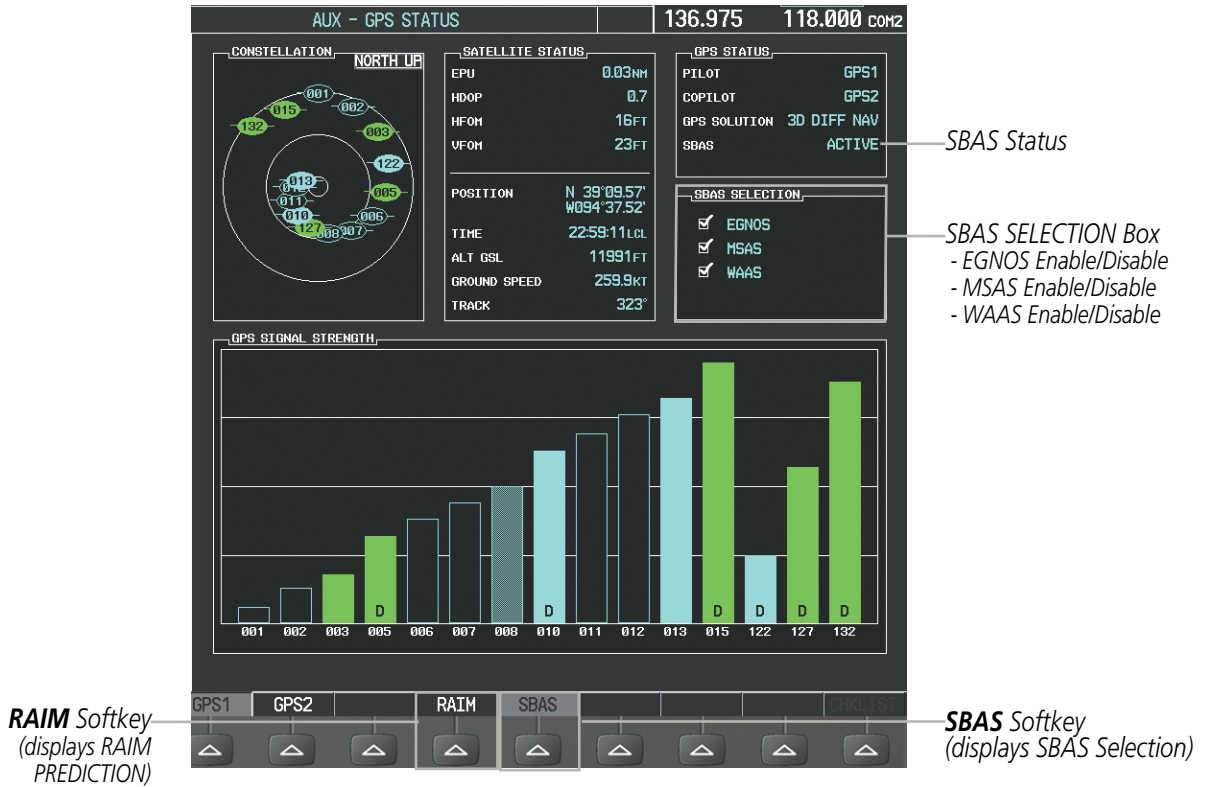 AUX - GPS STATUS
136.975 118.000 COM2
CONSTELLATION
NORTH UP
001
002
015
132
003
122
013
012
005
011
010
006
127
008
007
SATELLITE STATUS
EPU 0.03NM
HDOP 0.7
HFOM 16FT
VFOM 23FT
POSITION N 39°09.57'
W094°37.52'
TIME 22:59:11LCL
ALT GSL 11991FT
GROUND SPEED 259.9KT
TRACK 323°
GPS STATUS
PILOT GPS1
COPILOT GPS2
GPS SOLUTION 3D DIFF NAV
SBAS ACTIVE
SBAS Status
SBAS SELECTION
EGNOS
MSAS
WAAS
SBAS SELECTION Box
- EGNOS Enable/Disable
- MSAS Enable/Disable
- WAAS Enable/Disable
GPS SIGNAL STRENGTH
D D D D D D
001 002 003 005 006 007 008 010 011 012 013 015 122 127 132
GPS1 GPS2 RAIM SBAS CHKLIST
RAIM Softkey
(displays RAIM
PREDICTION)
SBAS Softkey
(displays SBAS Selection)